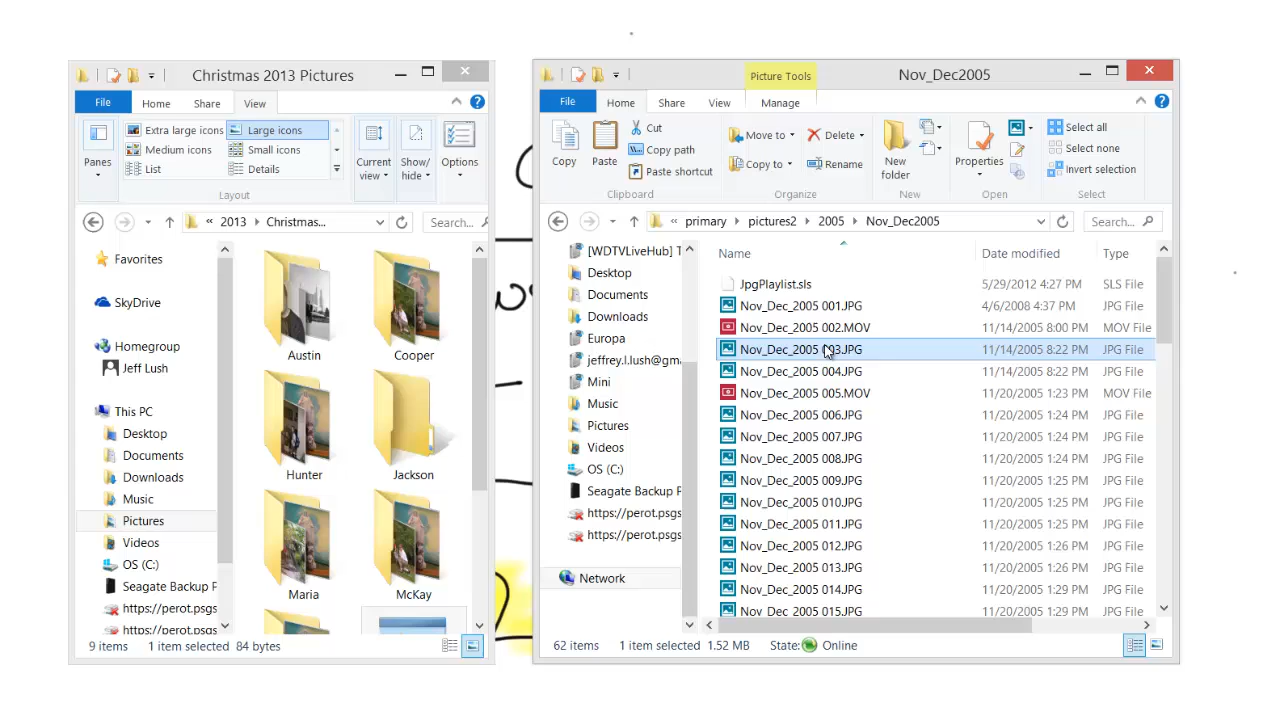 Christmas 2013 Pictures
File Home Share View
Extra large icons Large icons
Medium icons Small icons
List Details
Panes
Current view
Show/ hide
Options
Layout
« 2013 Christmas... Search...
Favorites
SkyDrive
Homegroup
Jeff Lush
This PC
Desktop
Documents
Downloads
Music
Pictures
Videos
OS (C:)
Seagate Backup P
https://perot.psgs
https://perot.psgs
Austin Cooper
Hunter Jackson
Maria McKay
9 items 1 item selected 84 bytes
Picture Tools Nov_Dec2005
File Home Share View Manage
Copy
Paste
Cut
Copy path
Paste shortcut
Clipboard
Move to Delete
Copy to Rename
Organize
New folder
New
Properties
Open
Select all
Select none
Invert selection
Select
« primary pictures2 2005 Nov_Dec2005 Search...
[WDTVLiveHub] T
Desktop
Documents
Downloads
Europa
jeffrey.l.lush@gm
Mini
Music
Pictures
Videos
OS (C:)
Seagate Backup P
https://perot.psgs
https://perot.psgs
Network
Name Date modified Type
JpgPlaylist.sls 5/29/2012 4:27 PM SLS File
Nov_Dec_2005 001.JPG 4/6/2008 4:37 PM JPG File
Nov_Dec_2005 002.MOV 11/14/2005 8:00 PM MOV File
Nov_Dec_2005 003.JPG 11/14/2005 8:22 PM JPG File
Nov_Dec_2005 004.JPG 11/14/2005 8:22 PM JPG File
Nov_Dec_2005 005.MOV 11/20/2005 1:23 PM MOV File
Nov_Dec_2005 006.JPG 11/20/2005 1:24 PM JPG File
Nov_Dec_2005 007.JPG 11/20/2005 1:24 PM JPG File
Nov_Dec_2005 008.JPG 11/20/2005 1:24 PM JPG File
Nov_Dec_2005 009.JPG 11/20/2005 1:25 PM JPG File
Nov_Dec_2005 010.JPG 11/20/2005 1:25 PM JPG File
Nov_Dec_2005 011.JPG 11/20/2005 1:25 PM JPG File
Nov_Dec_2005 012.JPG 11/20/2005 1:26 PM JPG File
Nov_Dec_2005 013.JPG 11/20/2005 1:26 PM JPG File
Nov_Dec_2005 014.JPG 11/20/2005 1:29 PM JPG File
Nov_Dec_2005 015.JPG 11/20/2005 1:29 PM JPG File
62 items 1 item selected 1.52 MB State: Online